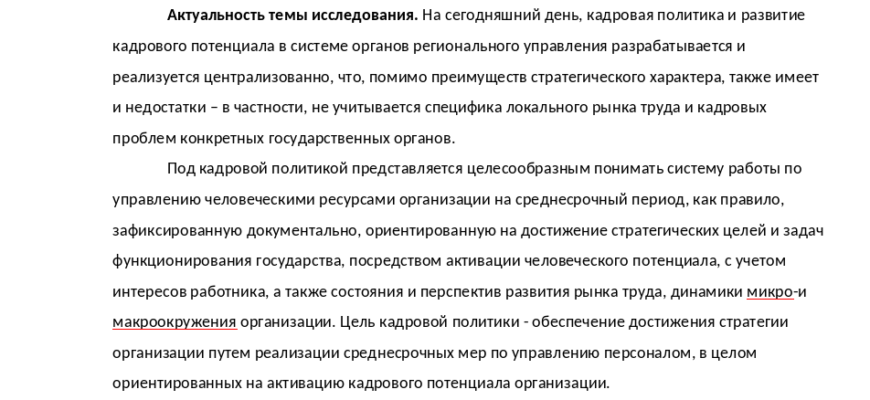 Актуальность темы исследования. На сегодняшний день, кадровая политика и развитие
кадрового потенциала в системе органов регионального управления разрабатывается и
реализуется централизованно, что, помимо преимуществ стратегического характера, также имеет
и недостатки – в частности, не учитывается специфика локального рынка труда и кадровых
проблем конкретных государственных органов.
Под кадровой политикой представляется целесообразным понимать систему работы по
управлению человеческими ресурсами организации на среднесрочный период, как правило,
зафиксированную документально, ориентированную на достижение стратегических целей и задач
функционирования государства, посредством активации человеческого потенциала, с учетом
интересов работника, а также состояния и перспектив развития рынка труда, динамики микро-и
макроокружения организации. Цель кадровой политики - обеспечение достижения стратегии
организации путем реализации среднесрочных мер по управлению персоналом, в целом
ориентированных на активацию кадрового потенциала организации.